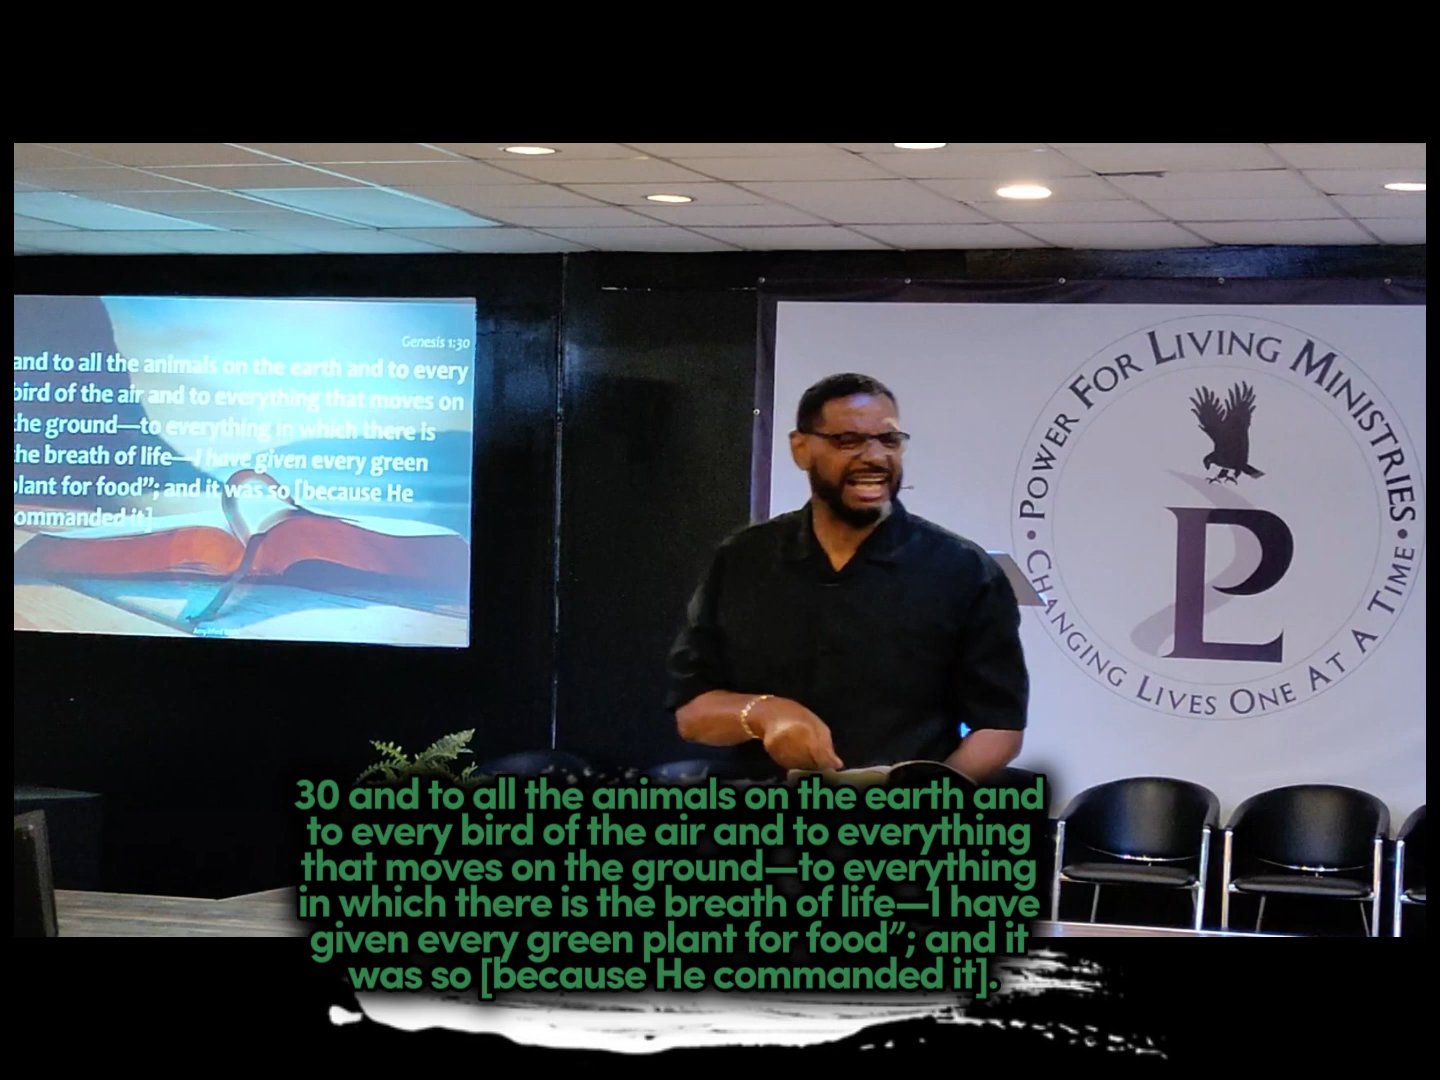 Genesis 1:30
and to all the animals on the earth and to every
bird of the air and to everything that moves on
the ground—to everything in which there is
the breath of life—I have given every green
plant for food”; and it was so [because He
commanded it]
POWER FOR LIVING MINISTRIES
PL
• CHANGING LIVES ONE AT A TIME •
30 and to all the animals on the earth and
to every bird of the air and to everything
that moves on the ground—to everything
in which there is the breath of life—I have
given every green plant for food”; and it
was so [because He commanded it].